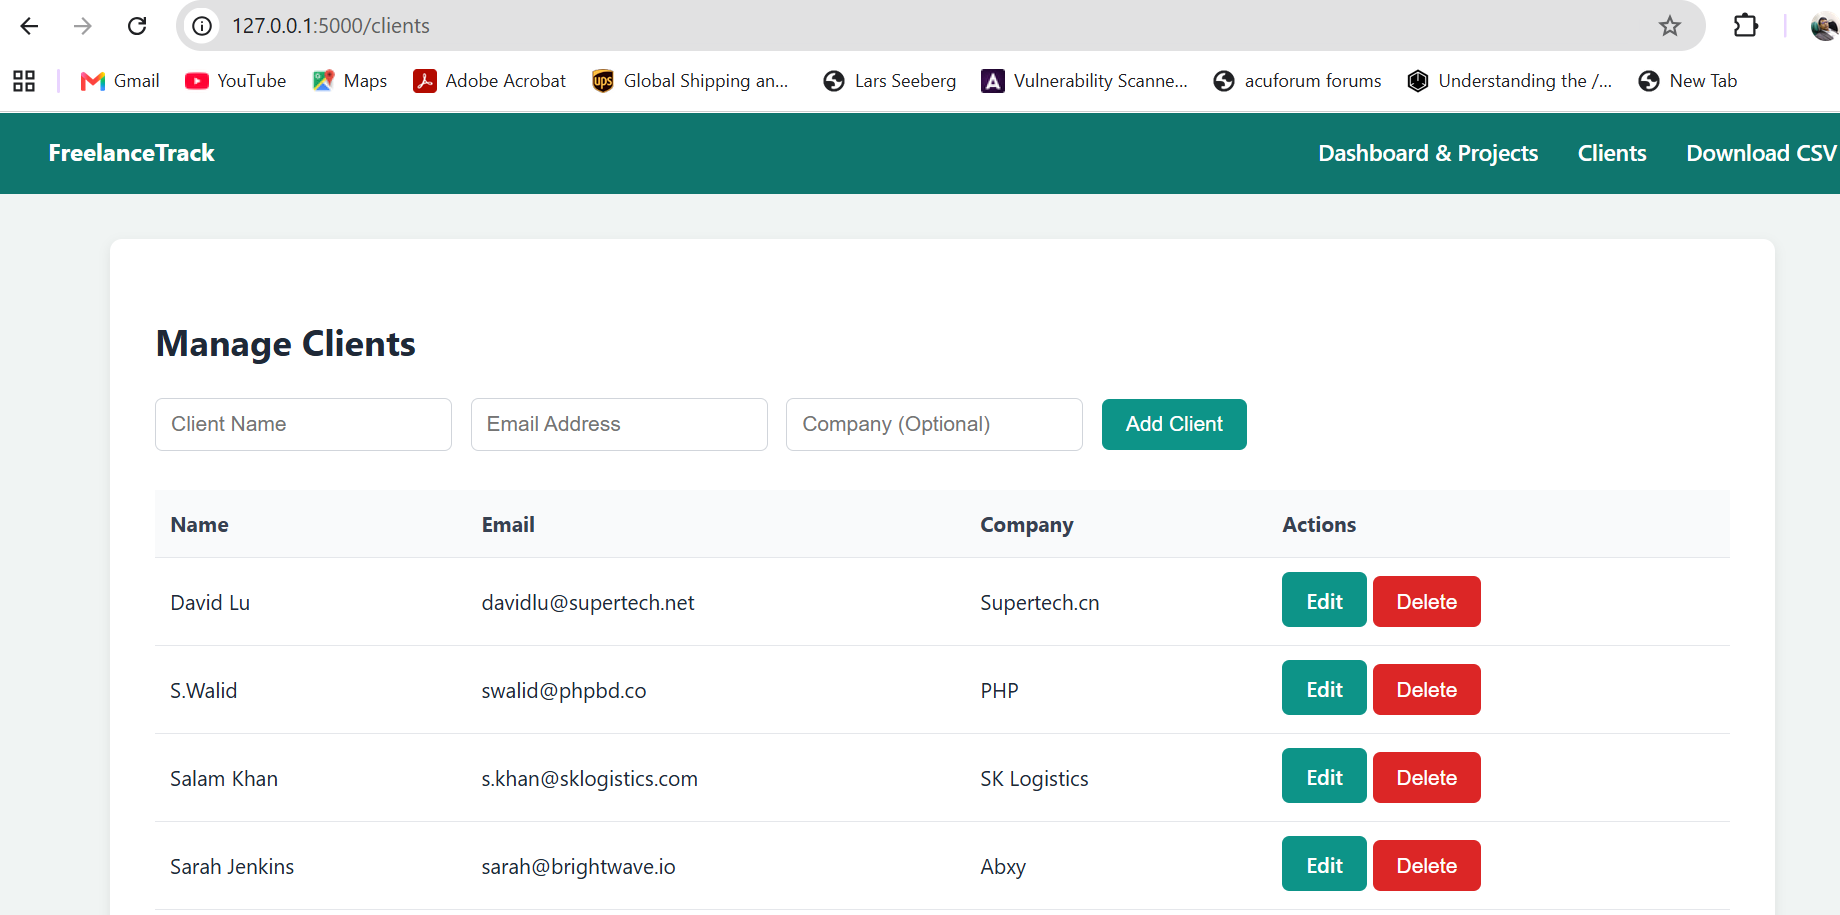 127.0.0.1:5000/clients
Gmail YouTube Maps Adobe Acrobat Global Shipping an... Lars Seeberg Vulnerability Scanne... acuforum forums Understanding the /... New Tab
FreelanceTrack Dashboard & Projects Clients Download CSV
Manage Clients
Client Name Email Address Company (Optional) Add Client
Name Email Company Actions
David Lu davidlu@supertech.net Supertech.cn Edit Delete
S.Walid swalid@phpbd.co PHP Edit Delete
Salam Khan s.khan@sklogistics.com SK Logistics Edit Delete
Sarah Jenkins sarah@brightwave.io Abxy Edit Delete